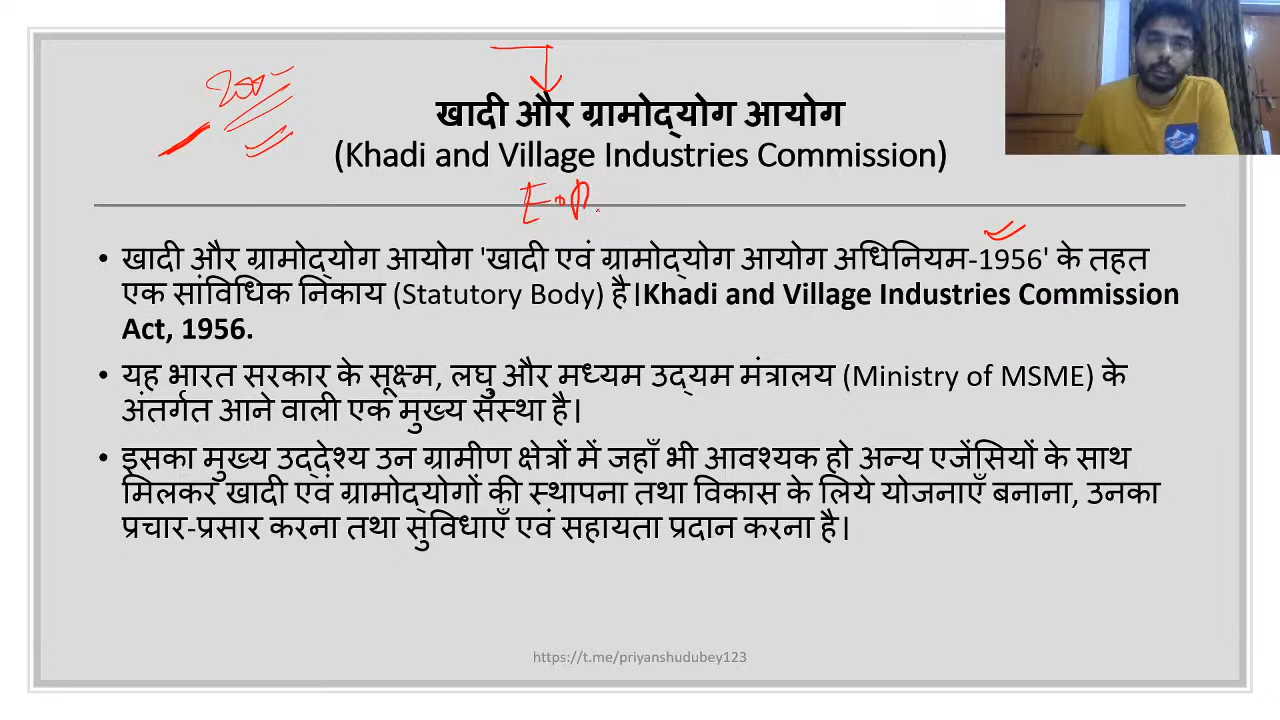 खादी और ग्रामोद्योग आयोग
(Khadi and Village Industries Commission)
• खादी और ग्रामोद्योग आयोग 'खादी एवं ग्रामोद्योग आयोग अधिनियम-1956' के तहत
एक सांविधिक निकाय (Statutory Body) है।Khadi and Village Industries Commission
Act, 1956.
• यह भारत सरकार के सूक्ष्म, लघु और मध्यम उद्यम मंत्रालय (Ministry of MSME) के
अंतर्गत आने वाली एक मुख्य संस्था है।
• इसका मुख्य उद्देश्य उन ग्रामीण क्षेत्रों में जहाँ भी आवश्यक हो अन्य एजेंसियों के साथ
मिलकर खादी एवं ग्रामोद्योगों की स्थापना तथा विकास के लिये योजनाएँ बनाना, उनका
प्रचार-प्रसार करना तथा सुविधाएँ एवं सहायता प्रदान करना है।
https://t.me/priyanshudubey123